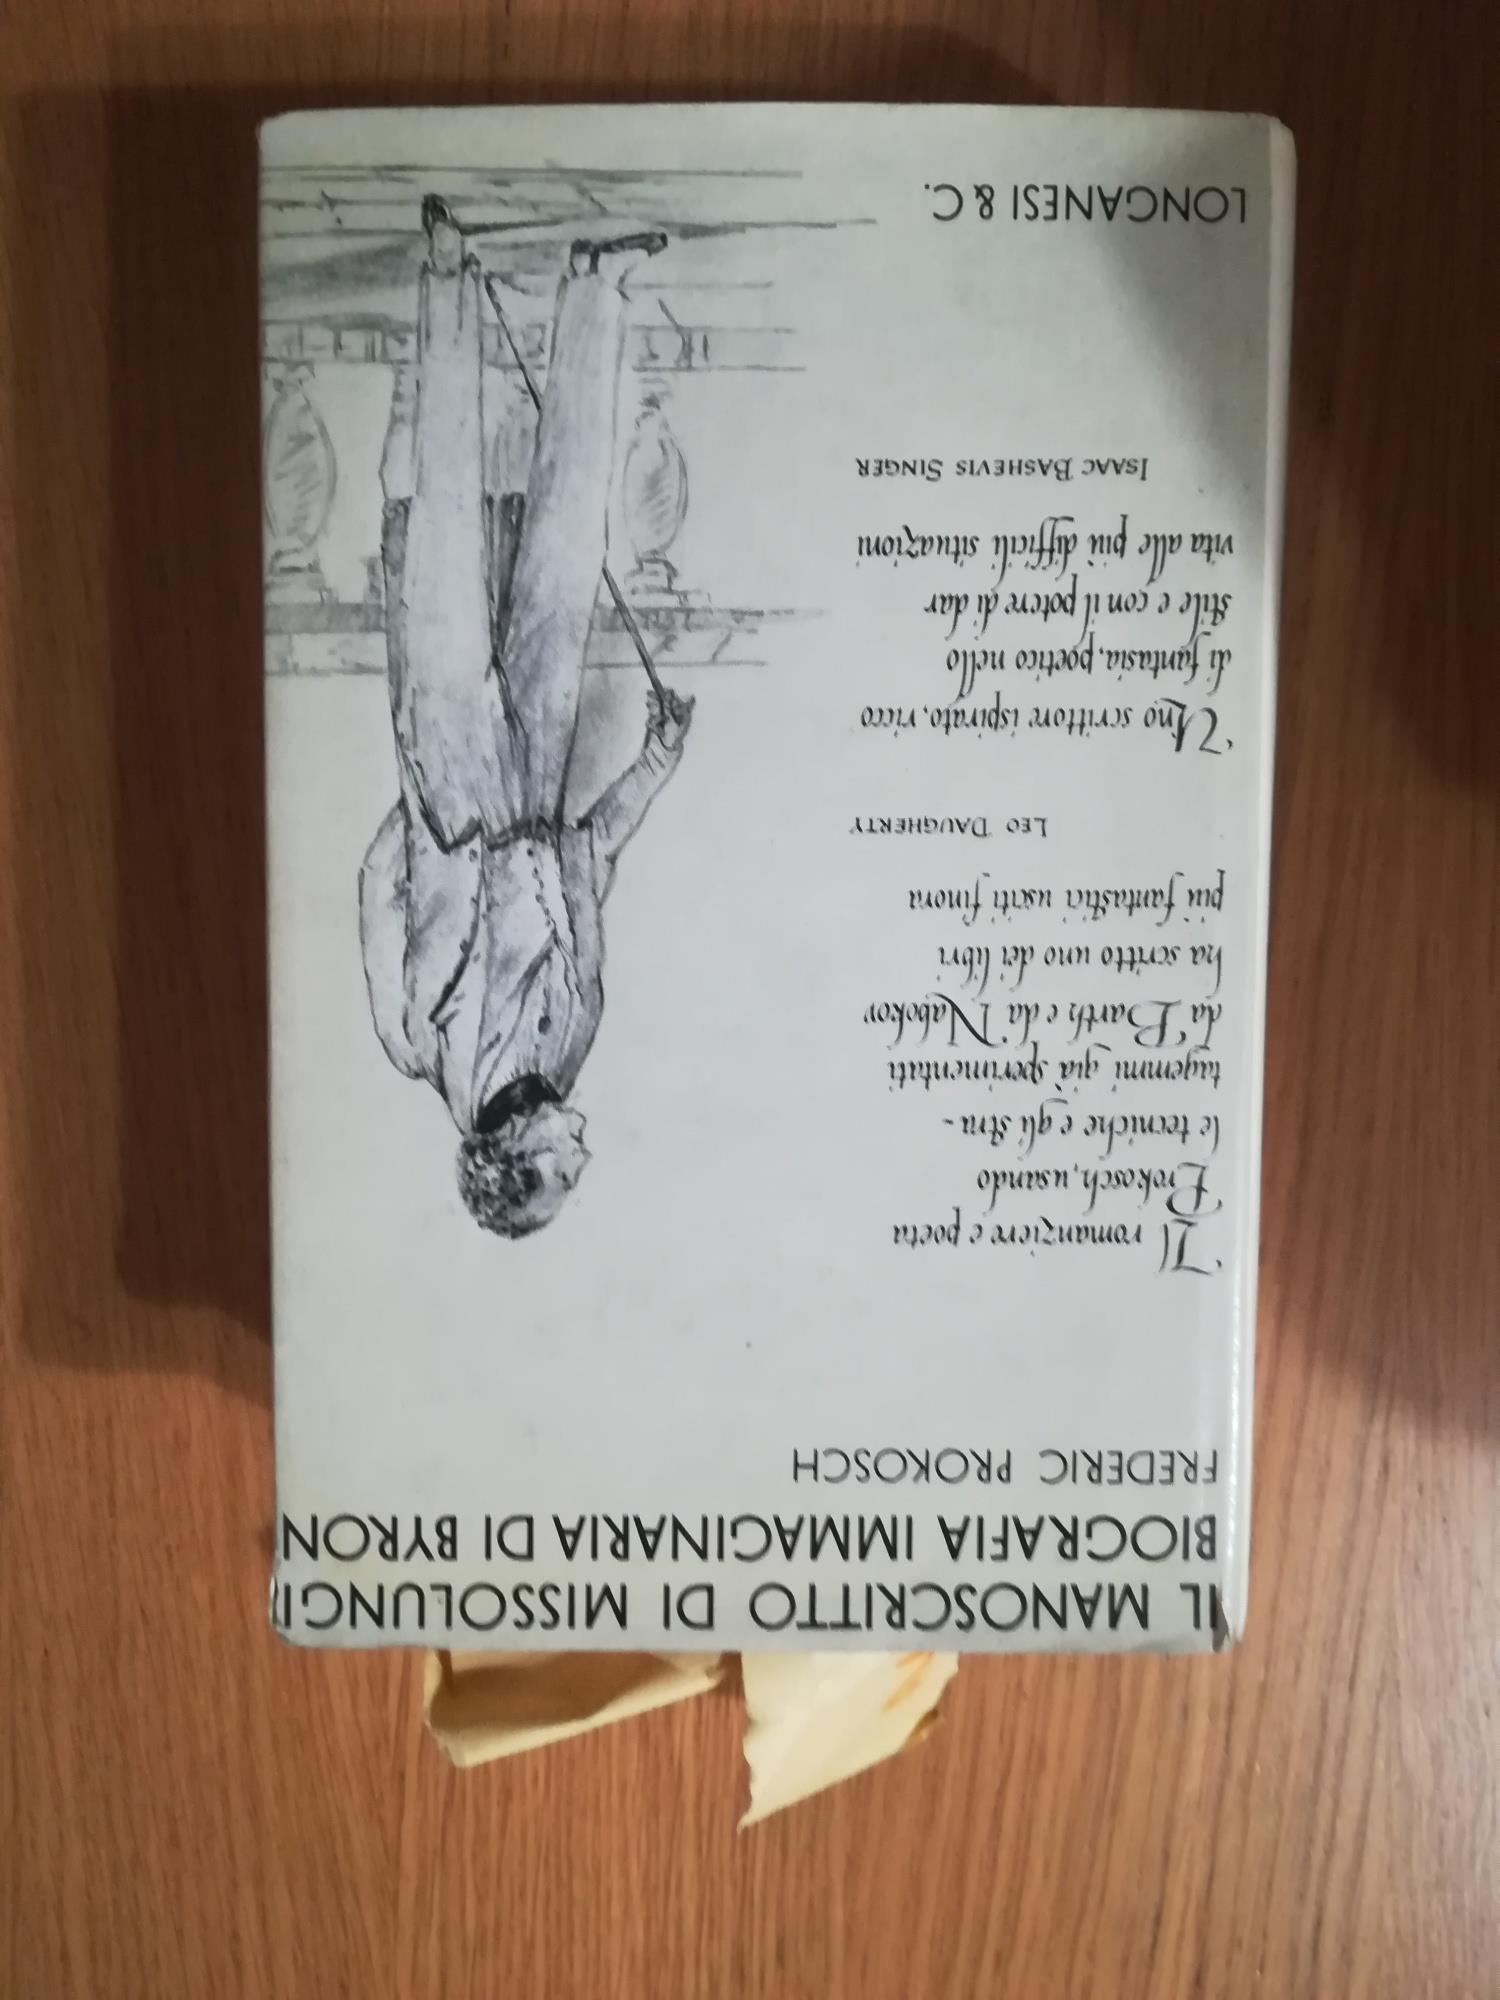 IL MANOSCRITTO DI MISSOLUNGI
BIOGRAFIA IMMAGINARIA DI BYRON
FREDERIC PROKOSCH
Il romanziere e poeta
Prokosch, usando
le tecniche e gli stra-
tagemmi già sperimentati
da Barth e da Nabokov
ha scritto uno dei libri
più fantastici usciti finora
LEO DAUGHERTY
Uno scrittore ispirato, ricco
di fantasia, poetico nello
stile e con il potere di dar
vita alle più difficili situazioni
ISAAC BASHEVIS SINGER
LONGANESI & C.